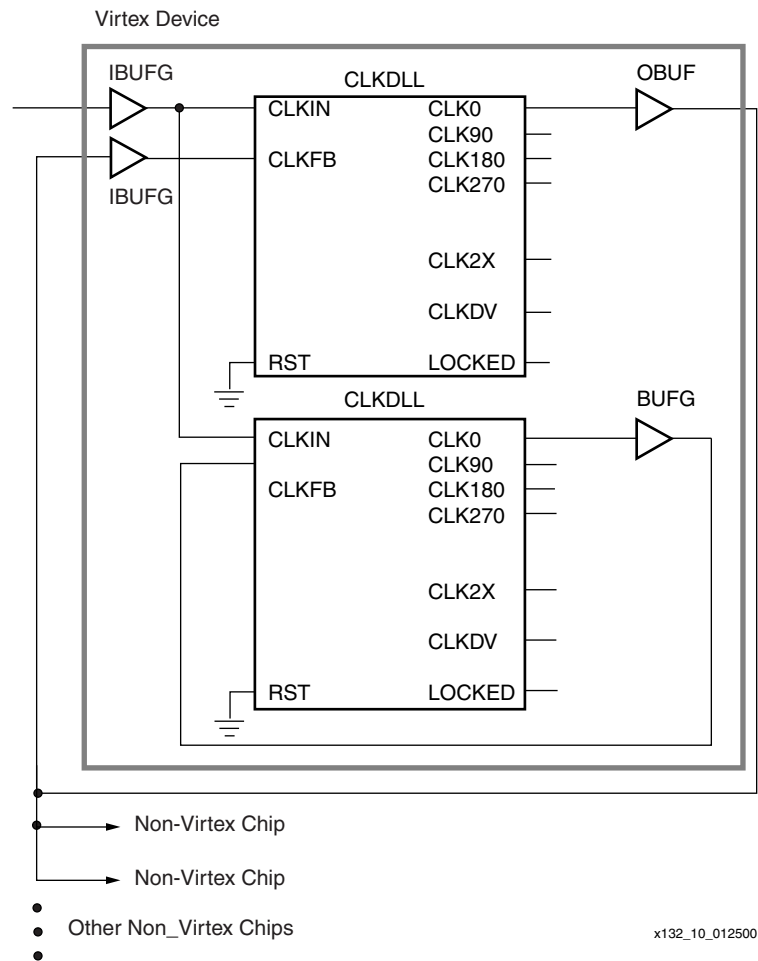 Virtex Device
IBUFG
CLKDLL
OBUF
CLKIN
CLK0
CLK90
CLKFB
CLK180
CLK270
IBUFG
CLK2X
CLKDV
RST
LOCKED
CLKDLL
BUFG
CLKIN
CLK0
CLK90
CLKFB
CLK180
CLK270
CLK2X
CLKDV
RST
LOCKED
Non-Virtex Chip
Non-Virtex Chip
Other Non_Virtex Chips
x132_10_012500